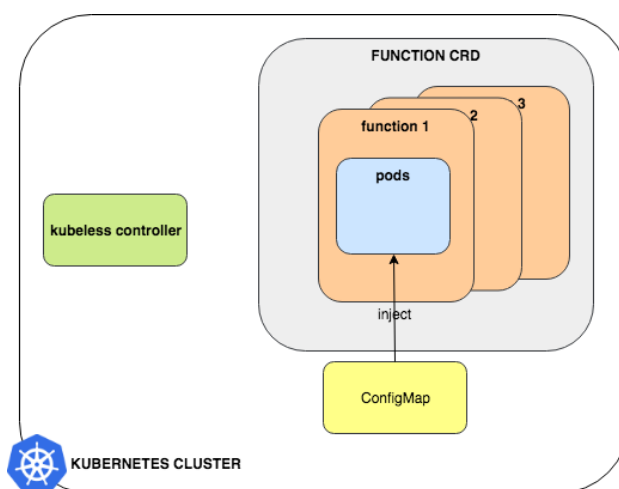 FUNCTION CRD
3
2
function 1
pods
kubeless controller
inject
ConfigMap
KUBERNETES CLUSTER